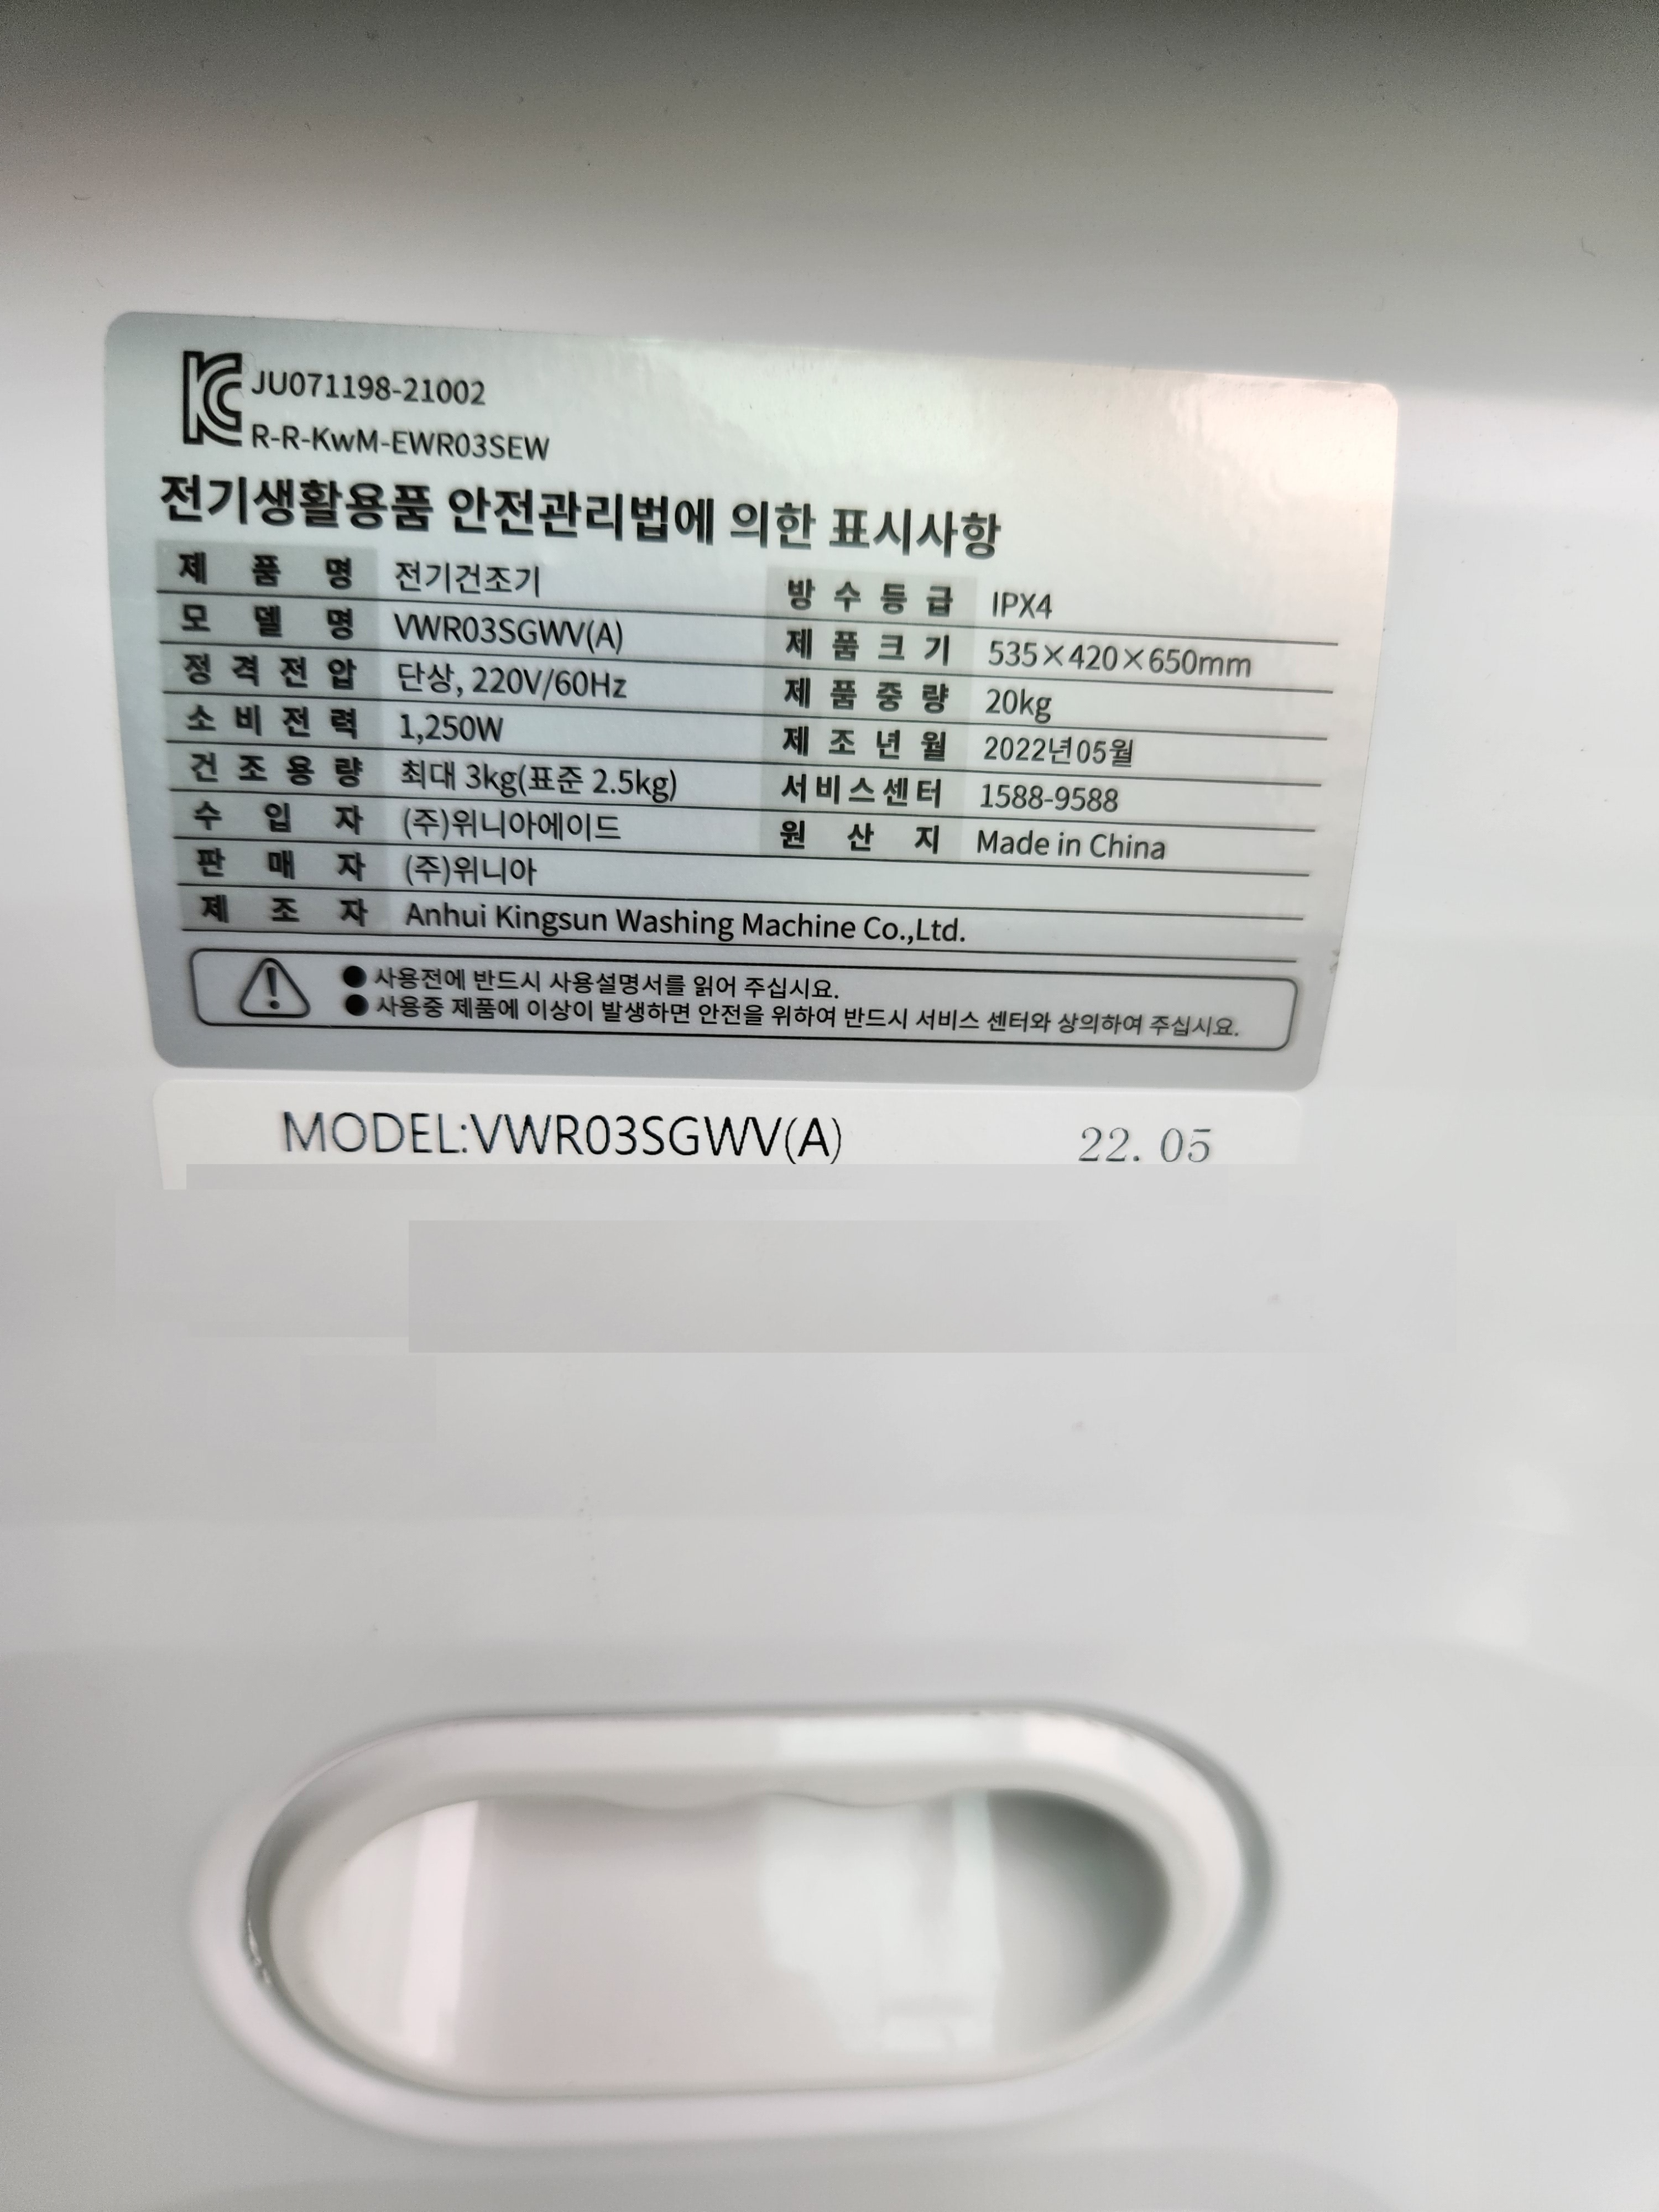 KC JU071198-21002
R-R-KwM-EWR03SEW
전기생활용품 안전관리법에 의한 표시사항
제 품 명 전기건조기 방 수 등 급 IPX4
모 델 명 VWR03SGWV(A) 제 품 크 기 535×420×650mm
정 격 전 압 단상, 220V/60Hz 제 품 중 량 20kg
소 비 전 력 1,250W 제 조 년 월 2022년05월
건 조 용 량 최대 3kg(표준 2.5kg) 서비스센터 1588-9588
수 입 자 (주)위니아에이드 원 산 지 Made in China
판 매 자 (주)위니아
제 조 자 Anhui Kingsun Washing Machine Co.,Ltd.
● 사용전에 반드시 사용설명서를 읽어 주십시요.
● 사용중 제품에 이상이 발생하면 안전을 위하여 반드시 서비스 센터와 상의하여 주십시요.
MODEL:VWR03SGWV(A) 22. 05